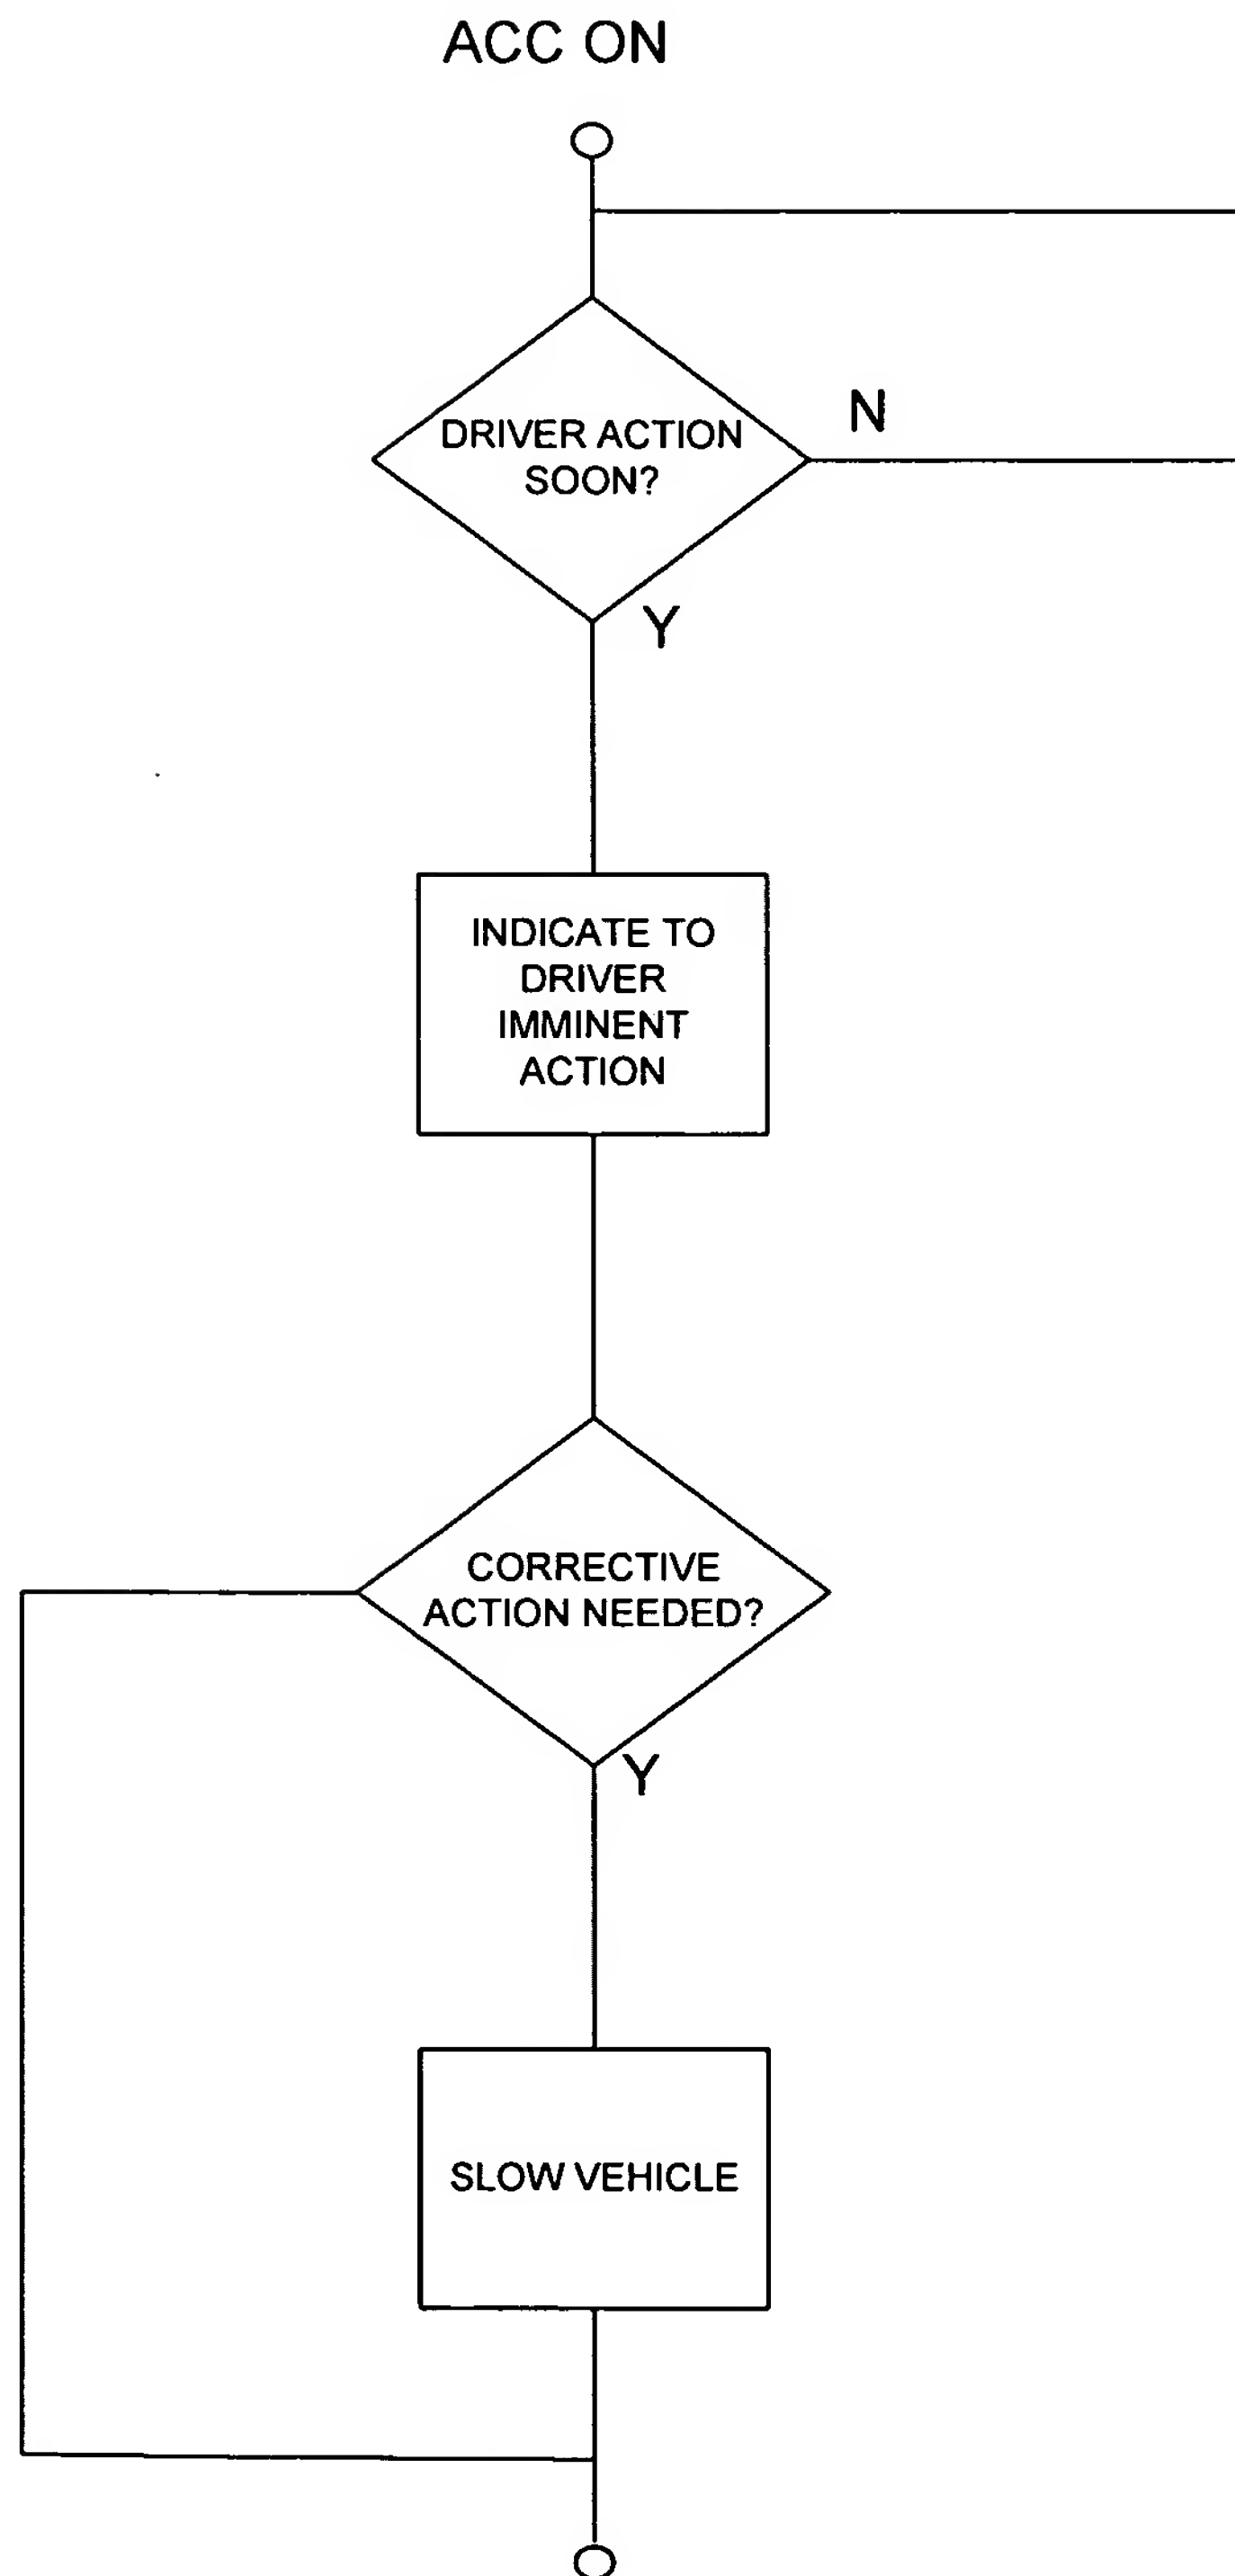 ACC ON
DRIVER ACTION
SOON?
N
Y
INDICATE TO
DRIVER
IMMINENT
ACTION
CORRECTIVE
ACTION NEEDED?
Y
SLOW VEHICLE